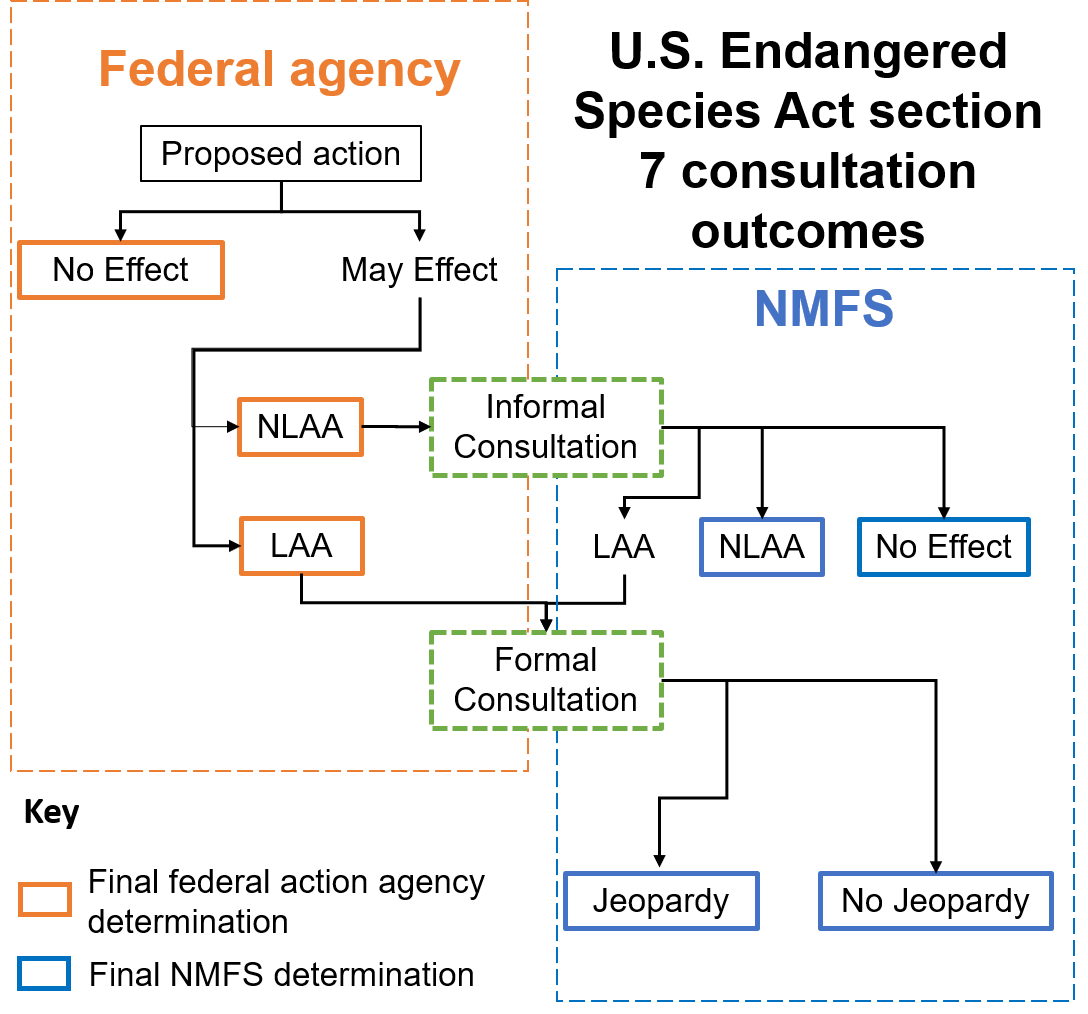 Federal agency
U.S. Endangered
Species Act section
7 consultation
outcomes
Proposed action
No Effect
May Effect
NMFS
NLAA
Informal
Consultation
LAA
LAA
NLAA
No Effect
Formal
Consultation
Jeopardy
No Jeopardy
Key
Final federal action agency
determination
Final NMFS determination